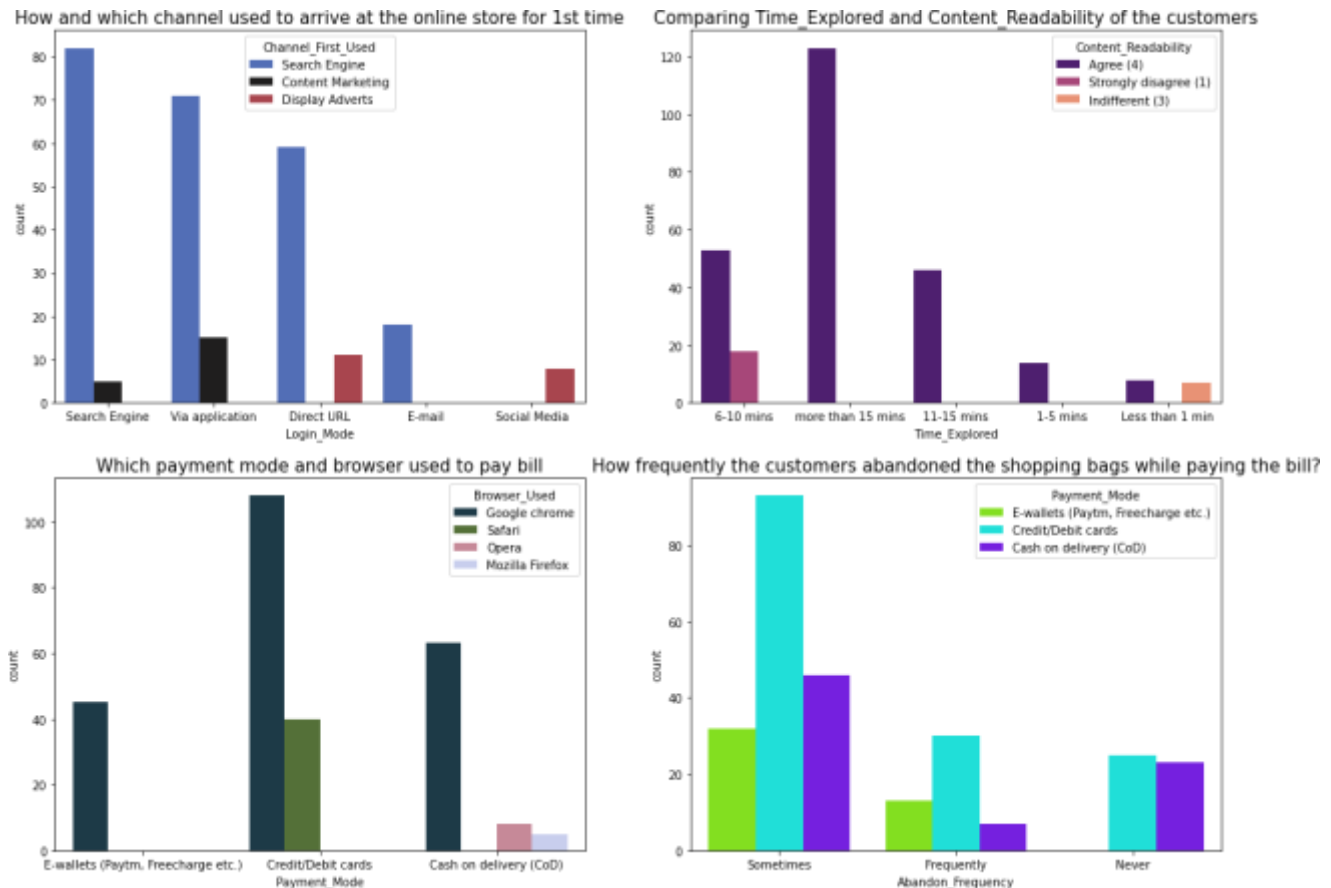 How and which channel used to arrive at the online store for 1st time
Channel_First_Used
Search Engine
Content Marketing
Display Adverts
80
70
60
50
40
30
20
10
0
count
Search Engine Via application Direct URL E-mail Social Media
Login_Mode
Comparing Time_Explored and Content_Readability of the customers
Content_Readability
Agree (4)
Strongly disagree (1)
Indifferent (3)
120
100
80
60
40
20
0
count
6-10 mins more than 15 mins 11-15 mins 1-5 mins Less than 1 min
Time_Explored
Which payment mode and browser used to pay bill
Browser_Used
Google chrome
Safari
Opera
Mozilla Firefox
100
80
60
40
20
0
count
E-wallets (Paytm, Freecharge etc.) Credit/Debit cards Cash on delivery (CoD)
Payment_Mode
How frequently the customers abandoned the shopping bags while paying the bill?
Payment_Mode
E-wallets (Paytm, Freecharge etc.)
Credit/Debit cards
Cash on delivery (CoD)
80
60
40
20
0
count
Sometimes Frequently Never
Abandon_Frequency